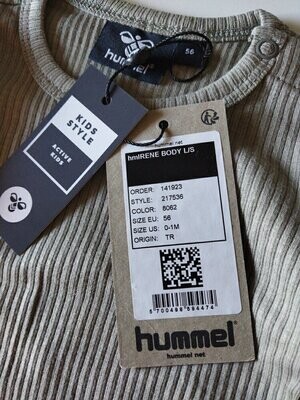 hummel
56
KIDS
STYLE
ACTIVE
KIDS
hummel net
hmlRENE BODY L/S
ORDER: 141923
STYLE: 217536
COLOR: 8062
SIZE EU: 56
SIZE US: 0-1M
ORIGIN: TR
hummel
hummel net